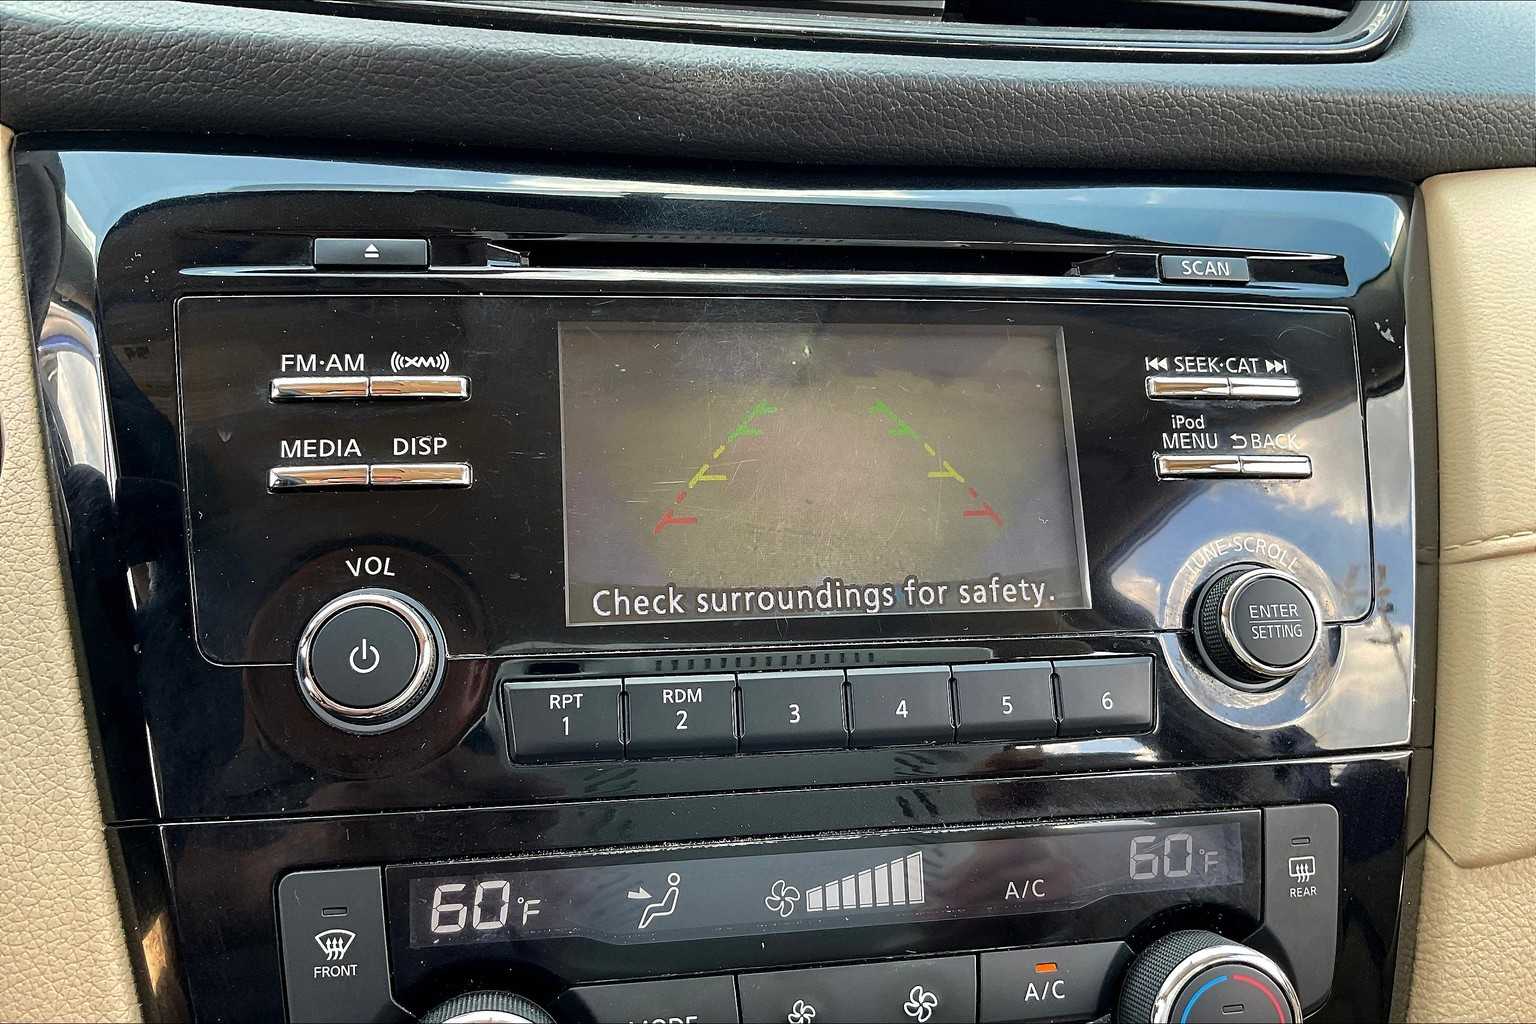 SCAN
FM·AM XM
SEEK·CAT
iPod
MENU BACK
MEDIA DISP
TUNE·SCROLL
VOL
ENTER
SETTING
Check surroundings for safety.
RPT
1
RDM
2
3
4
5
6
60°F
A/C
60°F
REAR
FRONT
A/C
MODE